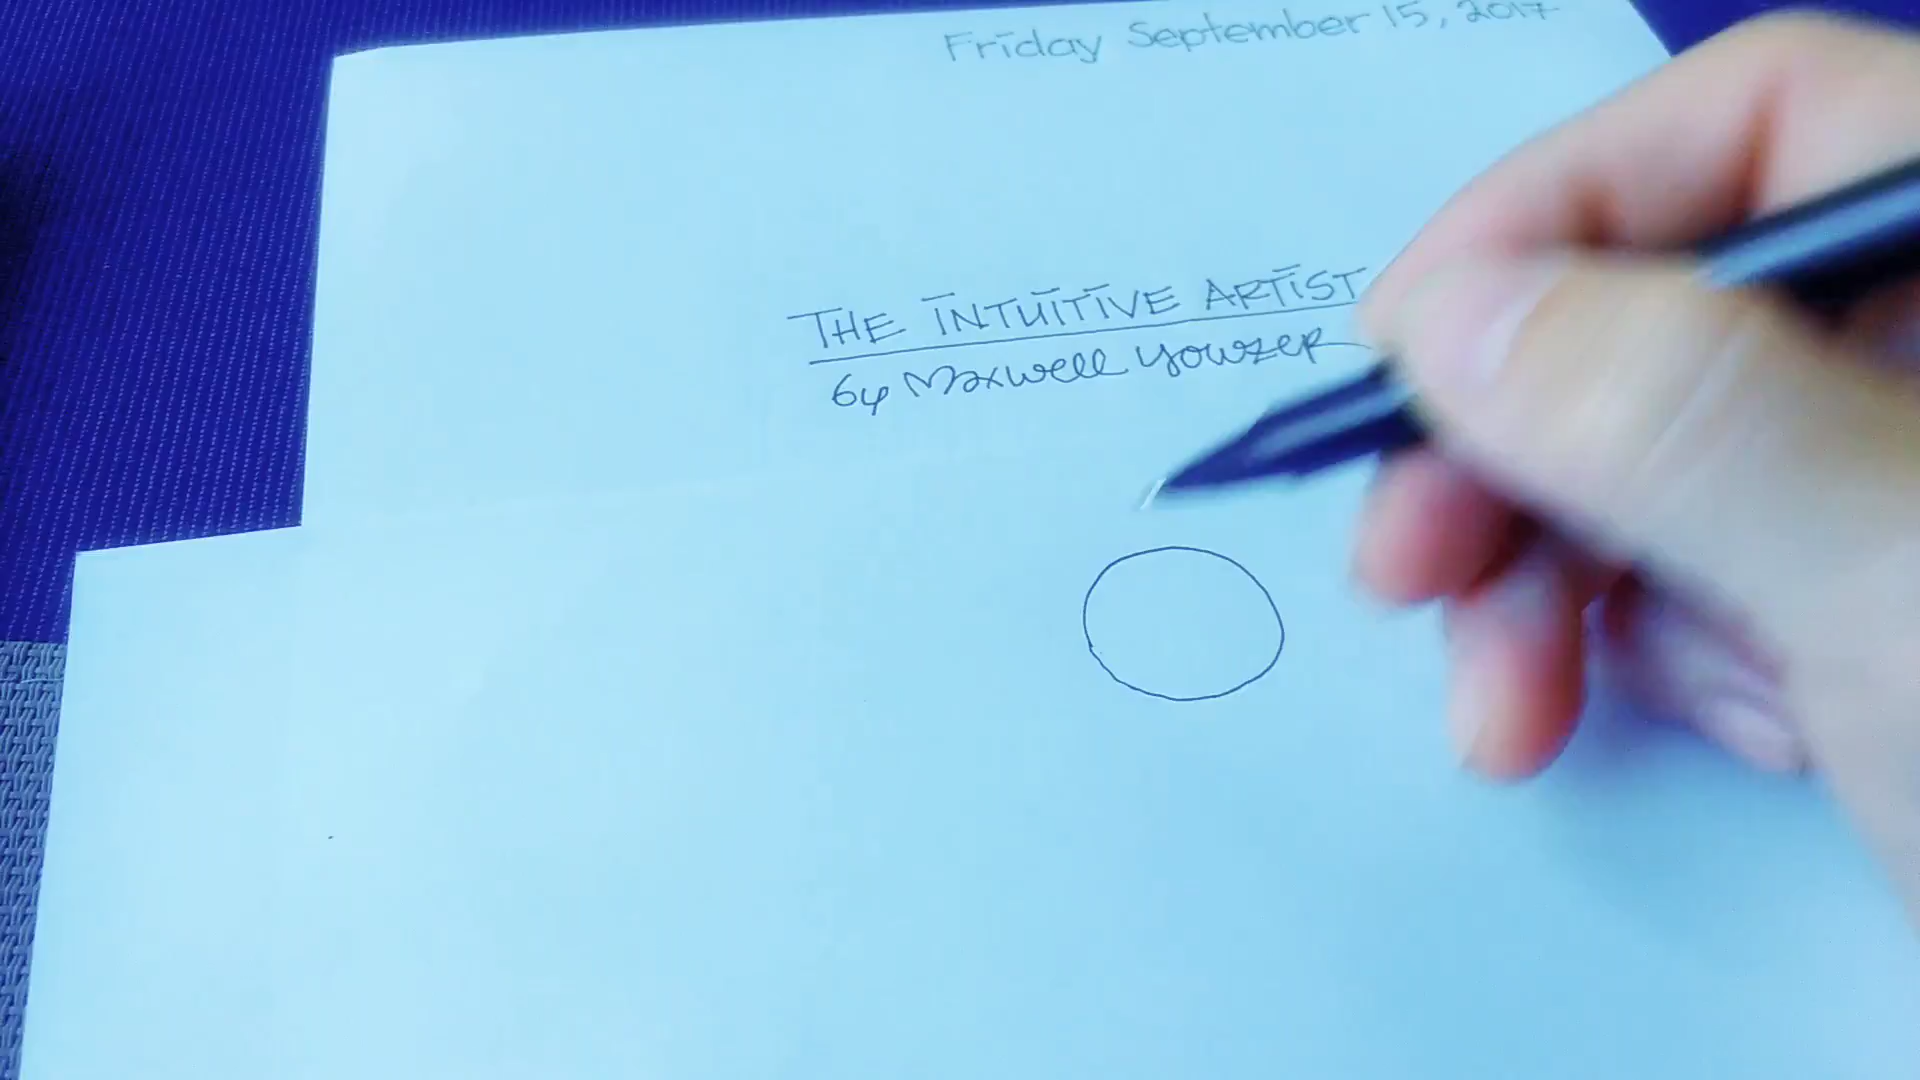 Friday September 15, 2017
THE INTUITIVE ARTIST
by Maxwell Yowzer